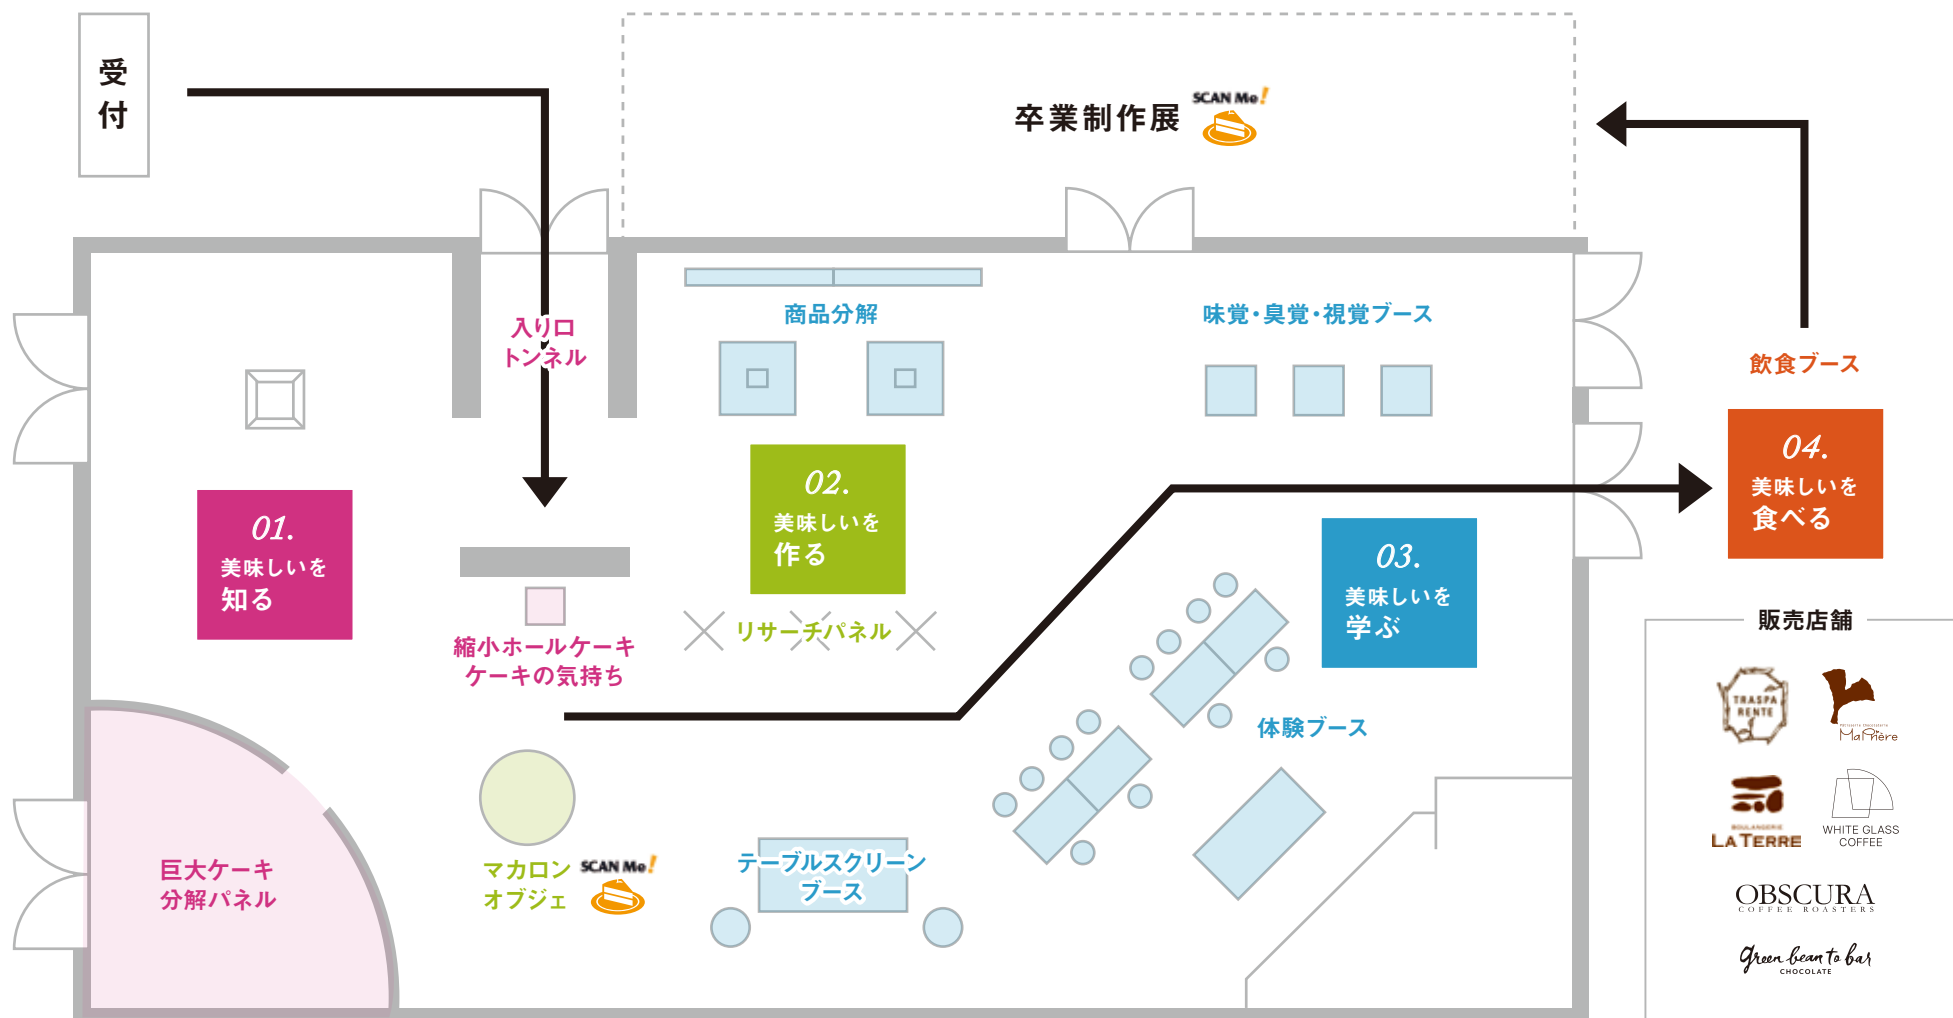 受
付
卒業制作展
SCAN Me!
入り口
トンネル
商品分解
味覚・臭覚・視覚ブース
飲食ブース
01.
美味しいを
知る
02.
美味しいを
作る
03.
美味しいを
学ぶ
04.
美味しいを
食べる
縮小ホールケーキ
ケーキの気持ち
リサーチパネル
体験ブース
巨大ケーキ
分解パネル
マカロン
オブジェ
SCAN Me!
テーブルスクリーン
ブース
販売店舗
TRASPA
RENTE
Pâtisserie Chocolaterie
Ma Prière
BOULANGERIE
LA TERRE
WHITE GLASS
COFFEE
OBSCURA
COFFEE ROASTERS
green bean to bar
CHOCOLATE